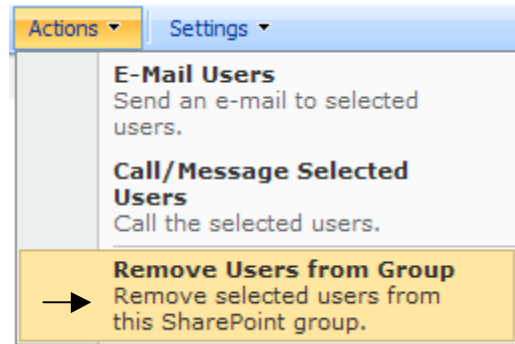 Actions Settings
E-Mail Users
Send an e-mail to selected
users.
Call/Message Selected
Users
Call the selected users.
Remove Users from Group
Remove selected users from
this SharePoint group.